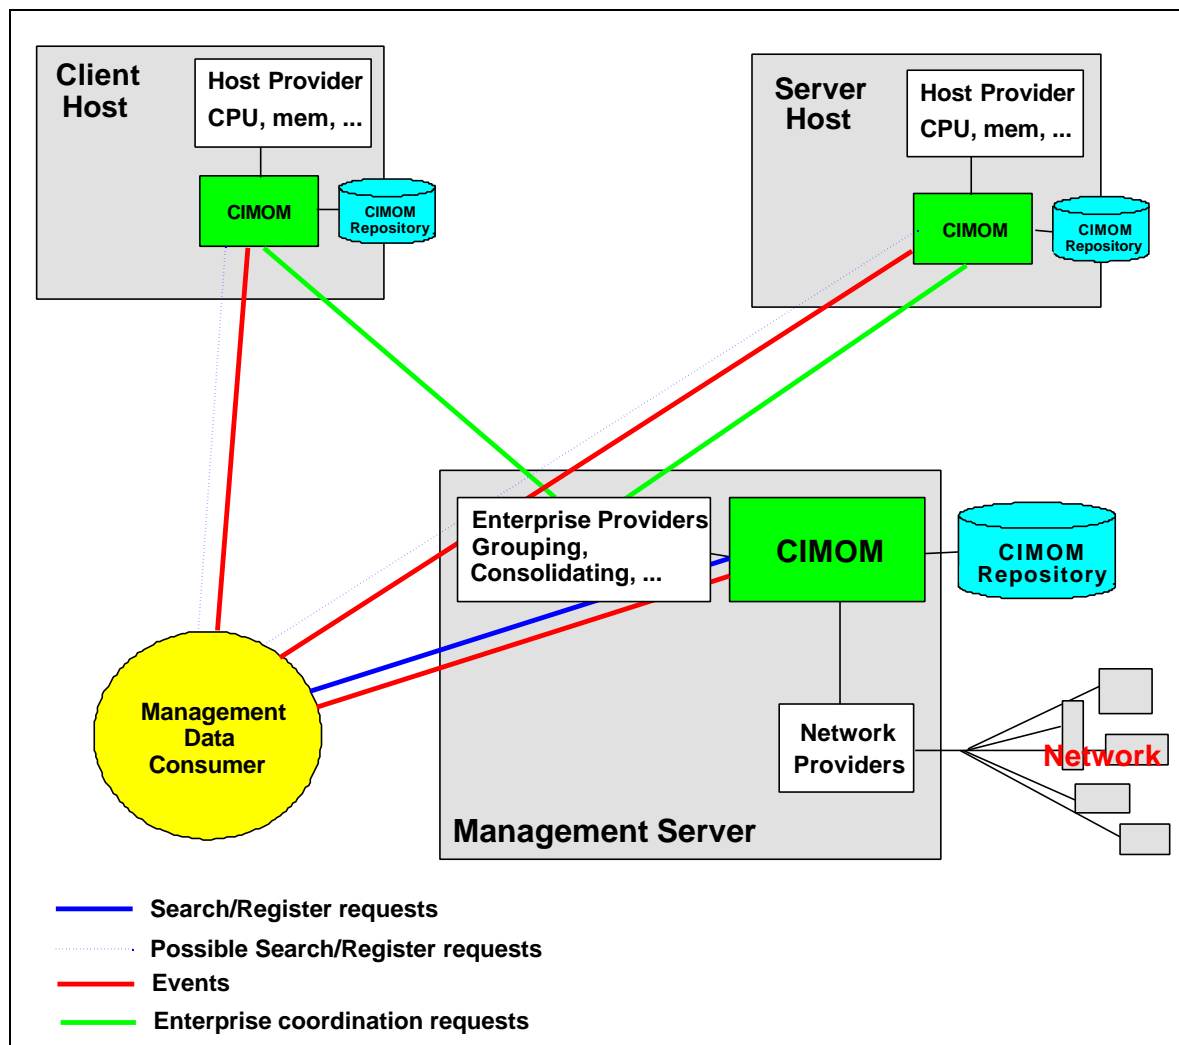 Client
Host
Host Provider
CPU, mem, ...
CIMOM
CIMOM
Repository
Server
Host
Host Provider
CPU, mem, ...
CIMOM
CIMOM
Repository
Enterprise Providers
Grouping,
Consolidating, ...
CIMOM
CIMOM
Repository
Management
Data
Consumer
Network
Providers
Network
Management Server
Search/Register requests
Possible Search/Register requests
Events
Enterprise coordination requests